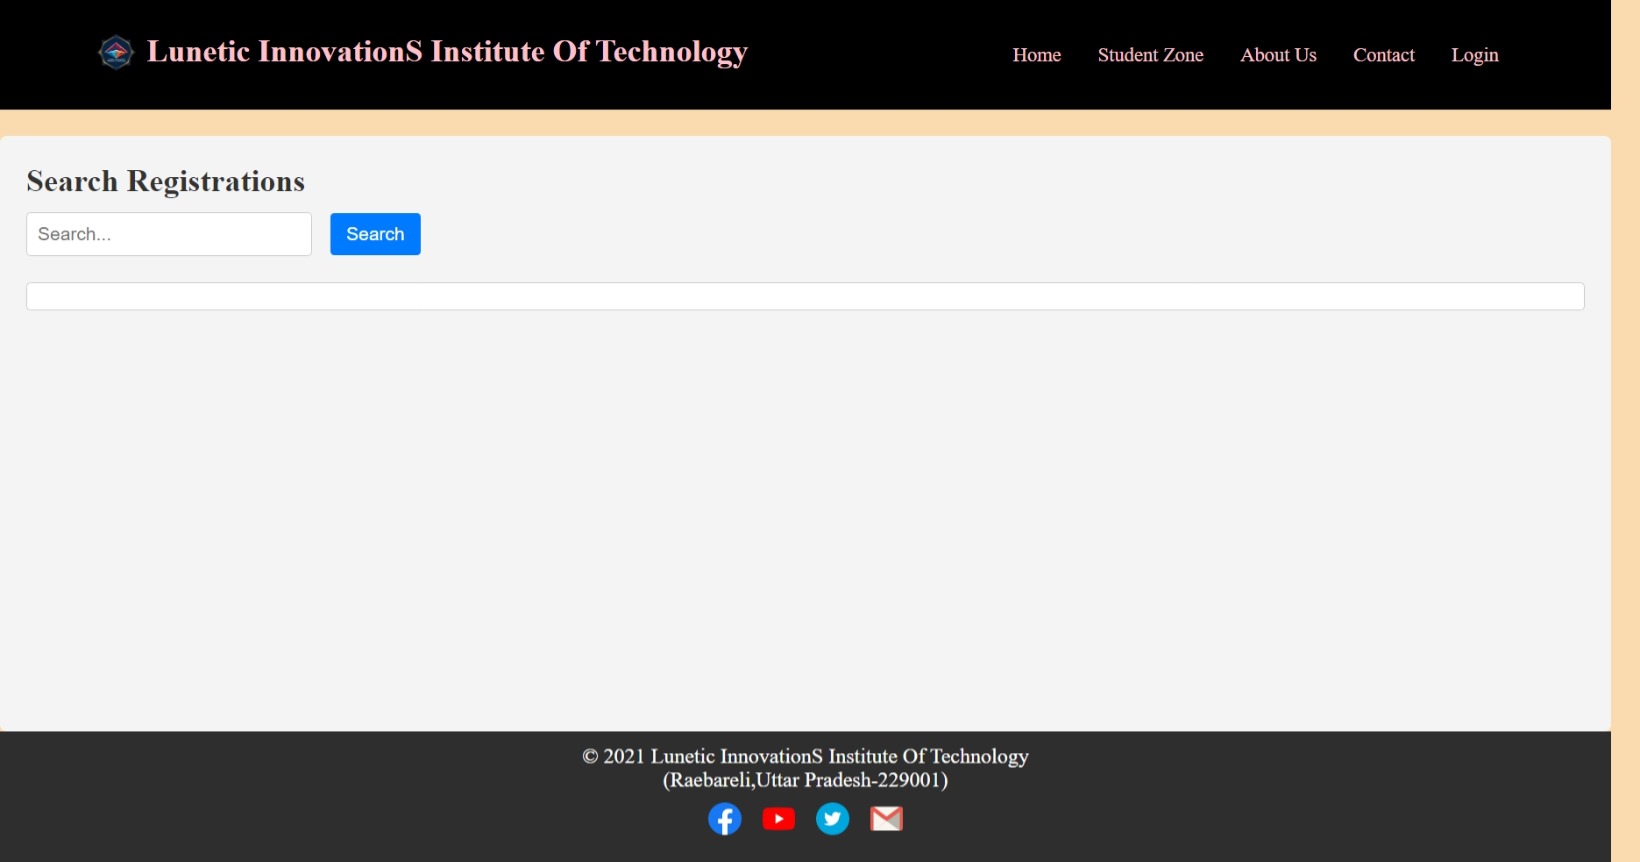 Lunetic InnovationS Institute Of Technology
Home Student Zone About Us Contact Login
Search Registrations
Search... Search
© 2021 Lunetic InnovationS Institute Of Technology
(Raebareli,Uttar Pradesh-229001)